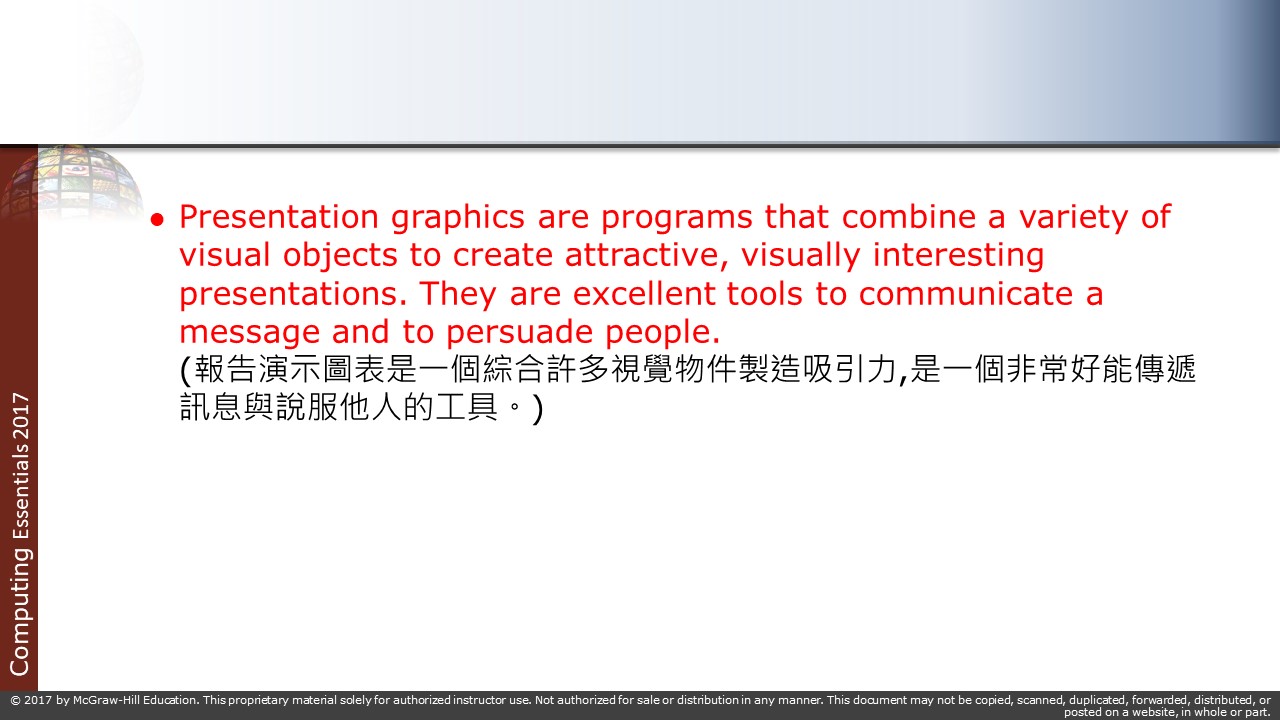 ● Presentation graphics are programs that combine a variety of
visual objects to create attractive, visually interesting
presentations. They are excellent tools to communicate a
message and to persuade people.
(報告演示圖表是一個綜合許多視覺物件製造吸引力,是一個非常好能傳遞
訊息與說服他人的工具。)
Computing Essentials 2017
© 2017 by McGraw-Hill Education. This proprietary material solely for authorized instructor use. Not authorized for sale or distribution in any manner. This document may not be copied, scanned, duplicated, forwarded, distributed, or
posted on a website, in whole or part.